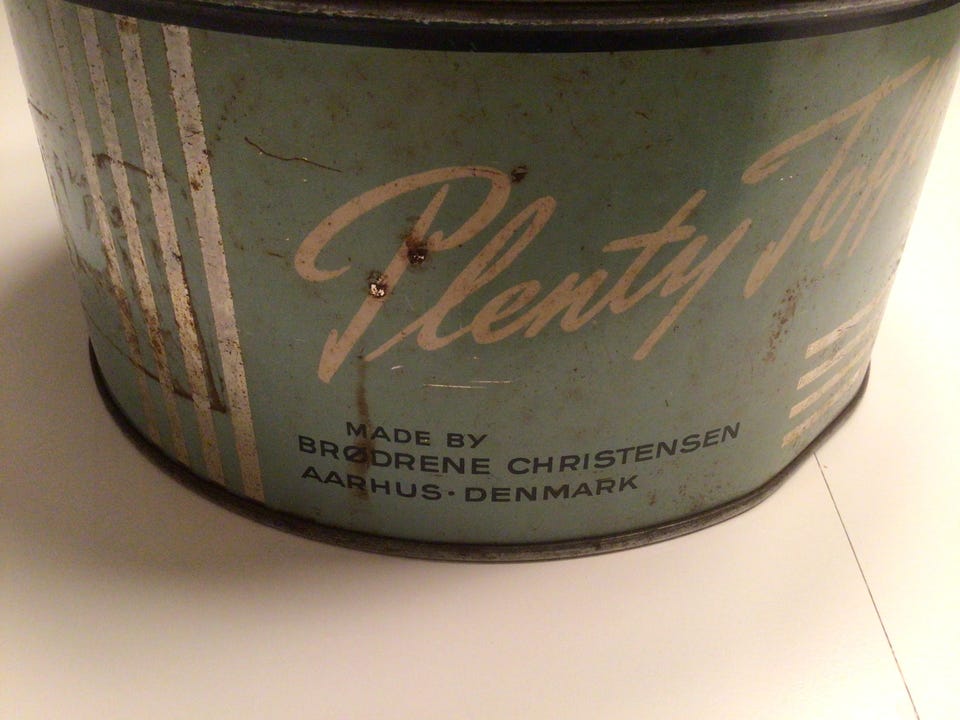 Plenty
MADE BY
BRØDRENE CHRISTENSEN
AARHUS · DENMARK